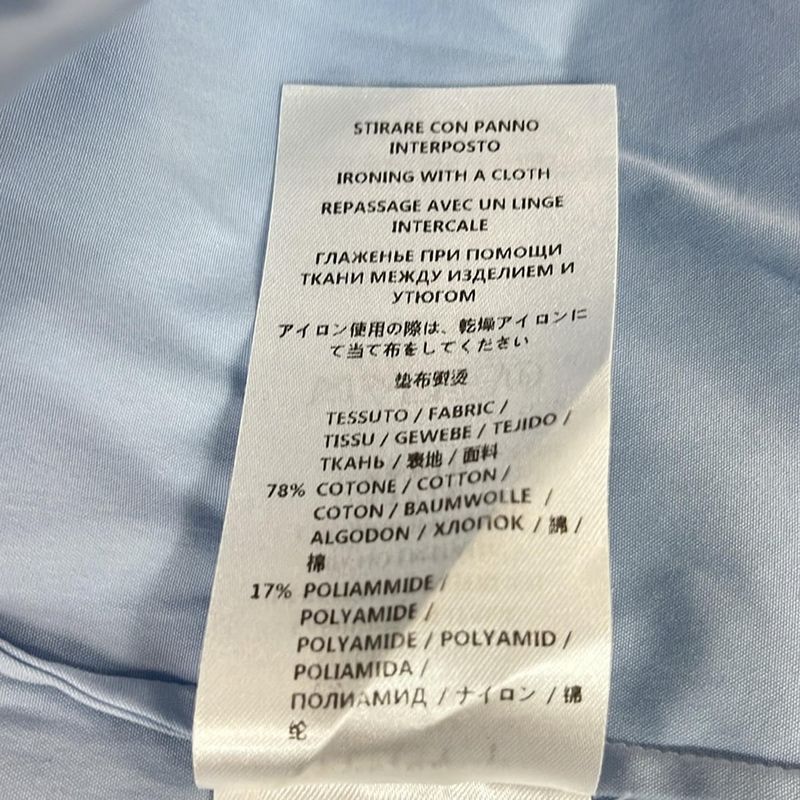 STIRARE CON PANNO
INTERPOSTO
IRONING WITH A CLOTH
REPASSAGE AVEC UN LINGE
INTERCALE
ГЛАЖЕНЬЕ ПРИ ПОМОЩИ
ТКАНИ МЕЖДУ ИЗДЕЛИЕМ И
УТЮГОМ
アイロン使用の際は、乾燥アイロンに
て当て布をしてください
垫布熨烫
TESSUTO / FABRIC /
TISSU / GEWEBE / TEJIDO /
ТКАНЬ / 表地 / 面料
78% COTONE / COTTON /
COTON / BAUMWOLLE /
ALGODON / ХЛОПОК / 綿 /
棉
17% POLIAMMIDE /
POLYAMIDE /
POLYAMIDE / POLYAMID /
POLIAMIDA /
ПОЛИАМИД / ナイロン / 锦
纶